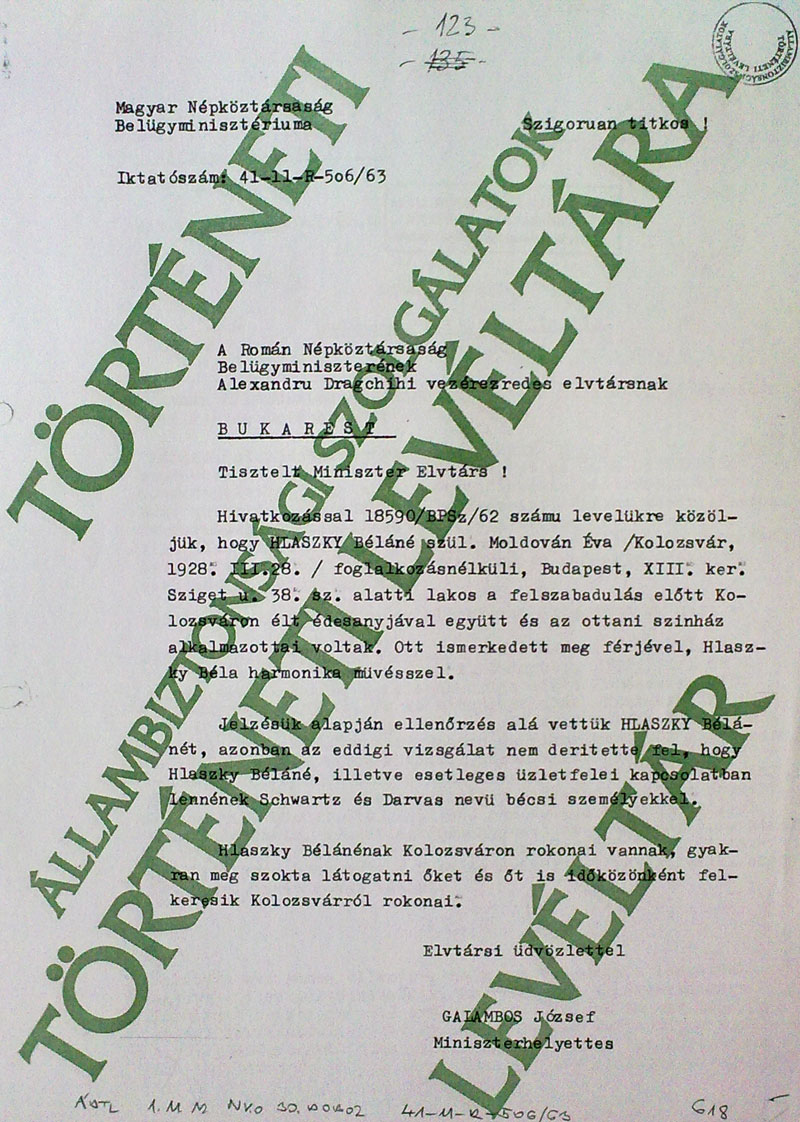 - 123 -
- 135 -
ÁLLAMBIZTONSÁGI SZOLGÁLATOK
TÖRTÉNETI LEVÉLTÁRA
Magyar Népköztársaság
Belügyminisztériuma
Szigoruan titkos !
Iktatószám: 41-11-R-506/63
A Román Népköztársaság
Belügyminiszterének
Alexandru Dragchihi vezérezredes elvtársnak
B U K A R E S T
Tisztelt Miniszter Elvtárs !
Hivatkozással 18590/BPSz/62 számu levelükre közöl-
jük, hogy HLASZKY Béláné szül. Moldován Éva /Kolozsvár,
1928. III.28. / foglalkozásnélküli, Budapest, XIII. ker.
Sziget u. 38. sz. alatti lakos a felszabadulás előtt Ko-
lozsváron élt édesanyjával együtt és az ottani szinház
alkalmazottai voltak. Ott ismerkedett meg férjével, Hlasz-
ky Béla harmonika müvésszel.
Jelzésük alapján ellenőrzés alá vettük HLASZKY Bélá-
nét, azonban az eddigi vizsgálat nem deritette fel, hogy
Hlaszky Béláné, illetve esetleges üzletfelei kapcsolatban
lennének Schwartz és Darvas nevü bécsi személyekkel.
Hlaszky Bélánénak Kolozsváron rokonai vannak, gyak-
ran meg szokta látogatni őket és őt is időközönként fel-
keresik Kolozsvárról rokonai.
Elvtársi üdvözlettel
GALAMBOS József
Miniszterhelyettes
TÖRTÉNETI
ÁLLAMBIZTONSÁGI SZOLGÁLATOK
TÖRTÉNETI LEVÉLTÁRA
LEVÉLTÁR
41-11-R-506/63
618